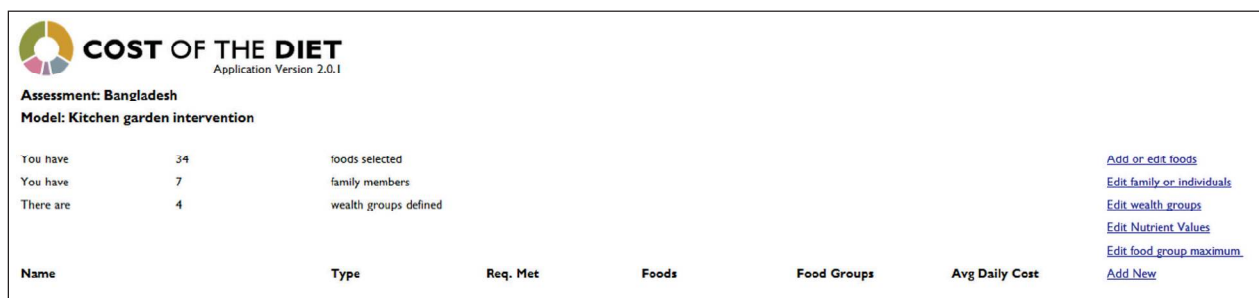 COST OF THE DIET
Application Version 2.0.1
Assessment: Bangladesh
Model: Kitchen garden intervention
You have 34 foods selected Add or edit foods
You have 7 family members Edit family or individuals
There are 4 wealth groups defined Edit wealth groups
Edit Nutrient Values
Edit food group maximum
Name Type Req. Met Foods Food Groups Avg Daily Cost Add New